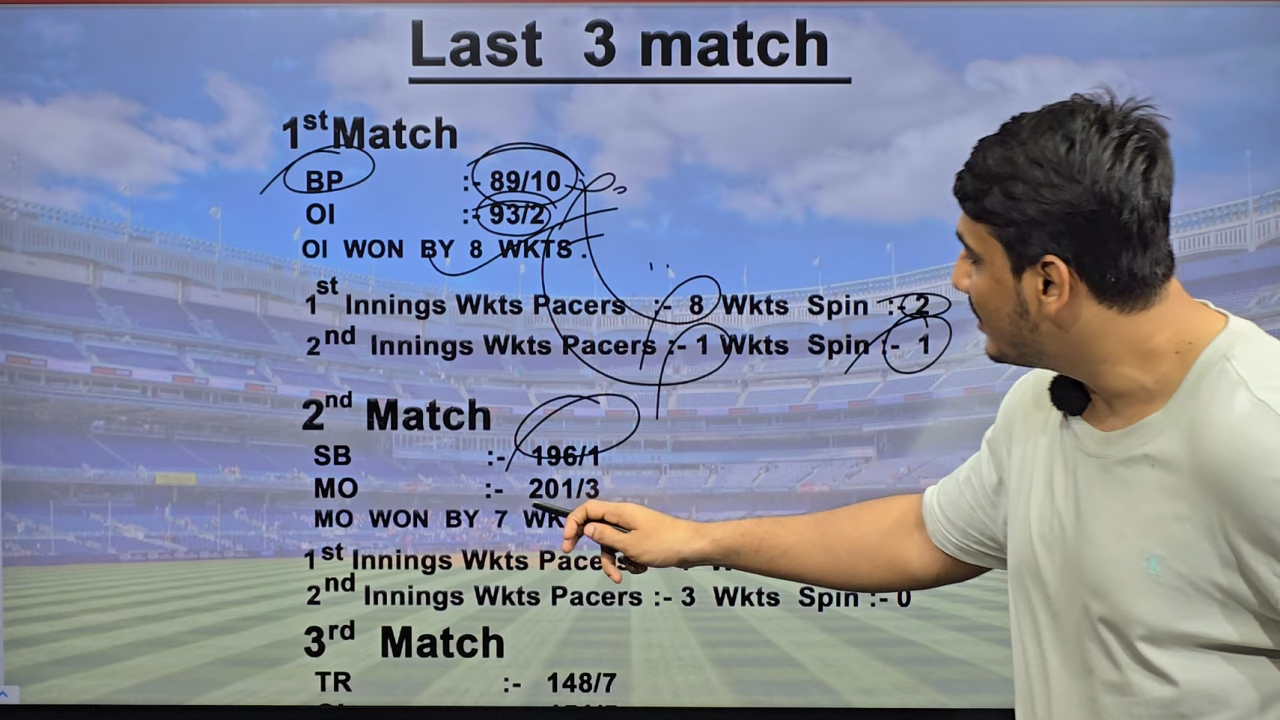 Last 3 match
1st Match
BP :- 89/10
OI :- 93/2
OI WON BY 8 WKTS.
1st Innings Wkts Pacers :- 8 Wkts Spin :- 2
2nd Innings Wkts Pacers :- 1 Wkts Spin :- 1
2nd Match
SB :- 196/1
MO :- 201/3
MO WON BY 7 WK
1st Innings Wkts Pace
2nd Innings Wkts Pacers :- 3 Wkts Spin :- 0
3rd Match
TR :- 148/7